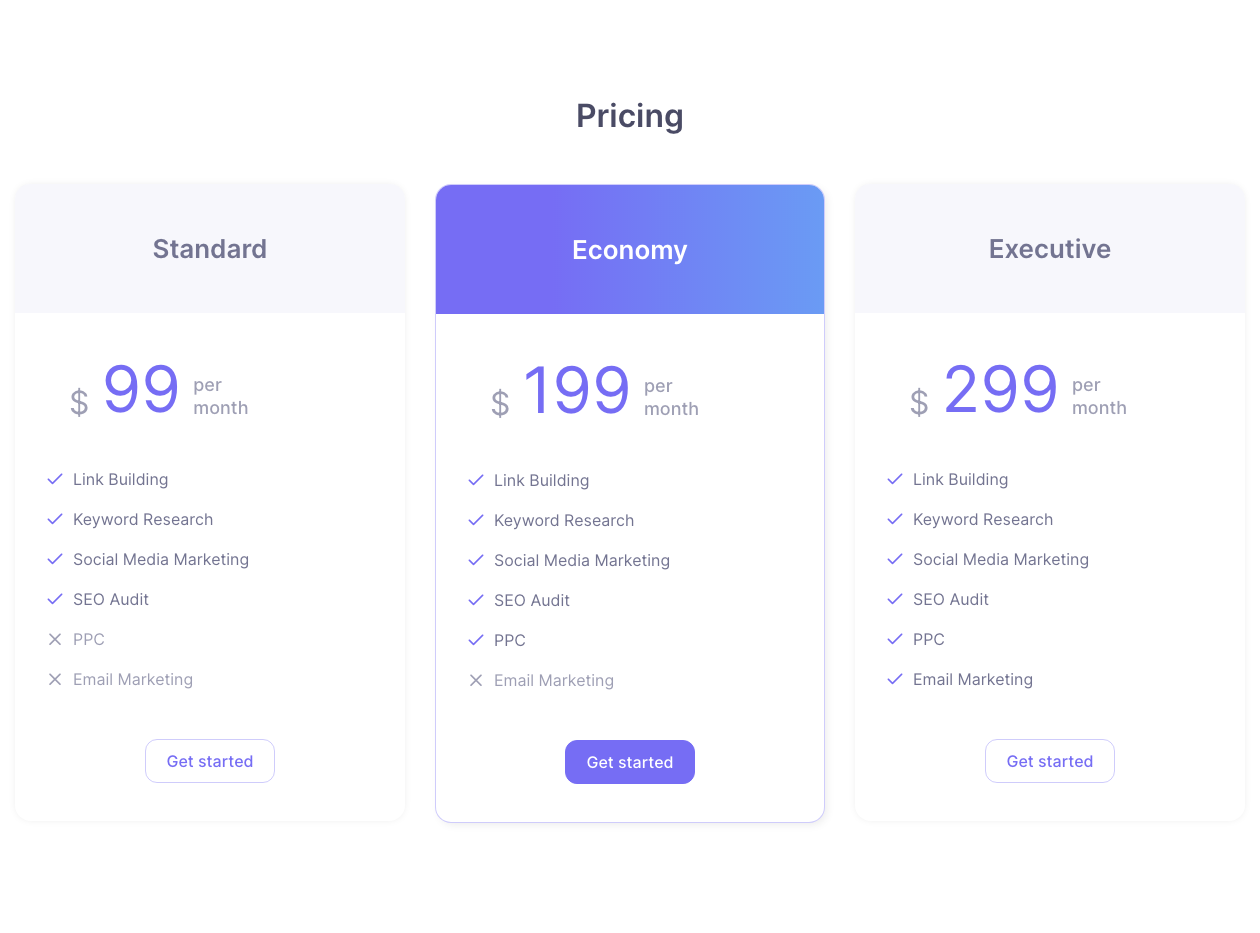 Pricing
Standard
$ 99 per
month
Link Building
Keyword Research
Social Media Marketing
SEO Audit
PPC
Email Marketing
Get started
Economy
$ 199 per
month
Link Building
Keyword Research
Social Media Marketing
SEO Audit
PPC
Email Marketing
Get started
Executive
$ 299 per
month
Link Building
Keyword Research
Social Media Marketing
SEO Audit
PPC
Email Marketing
Get started